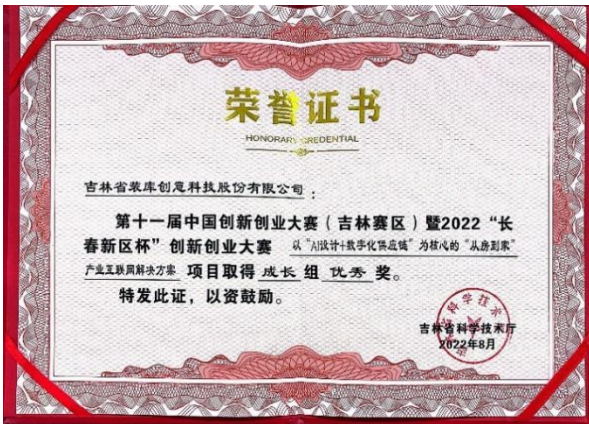 荣誉证书
HONORARY CREDENTIAL
吉林省装库创意科技股份有限公司：
第十一届中国创新创业大赛（吉林赛区）暨2022“长
春新区杯”创新创业大赛 以“AI设计+数字化供应链”为核心的“从房到家”
产业互联网解决方案 项目取得 成长 组 优秀 奖。
特发此证，以资鼓励。
吉林省科学技术厅
2022年8月